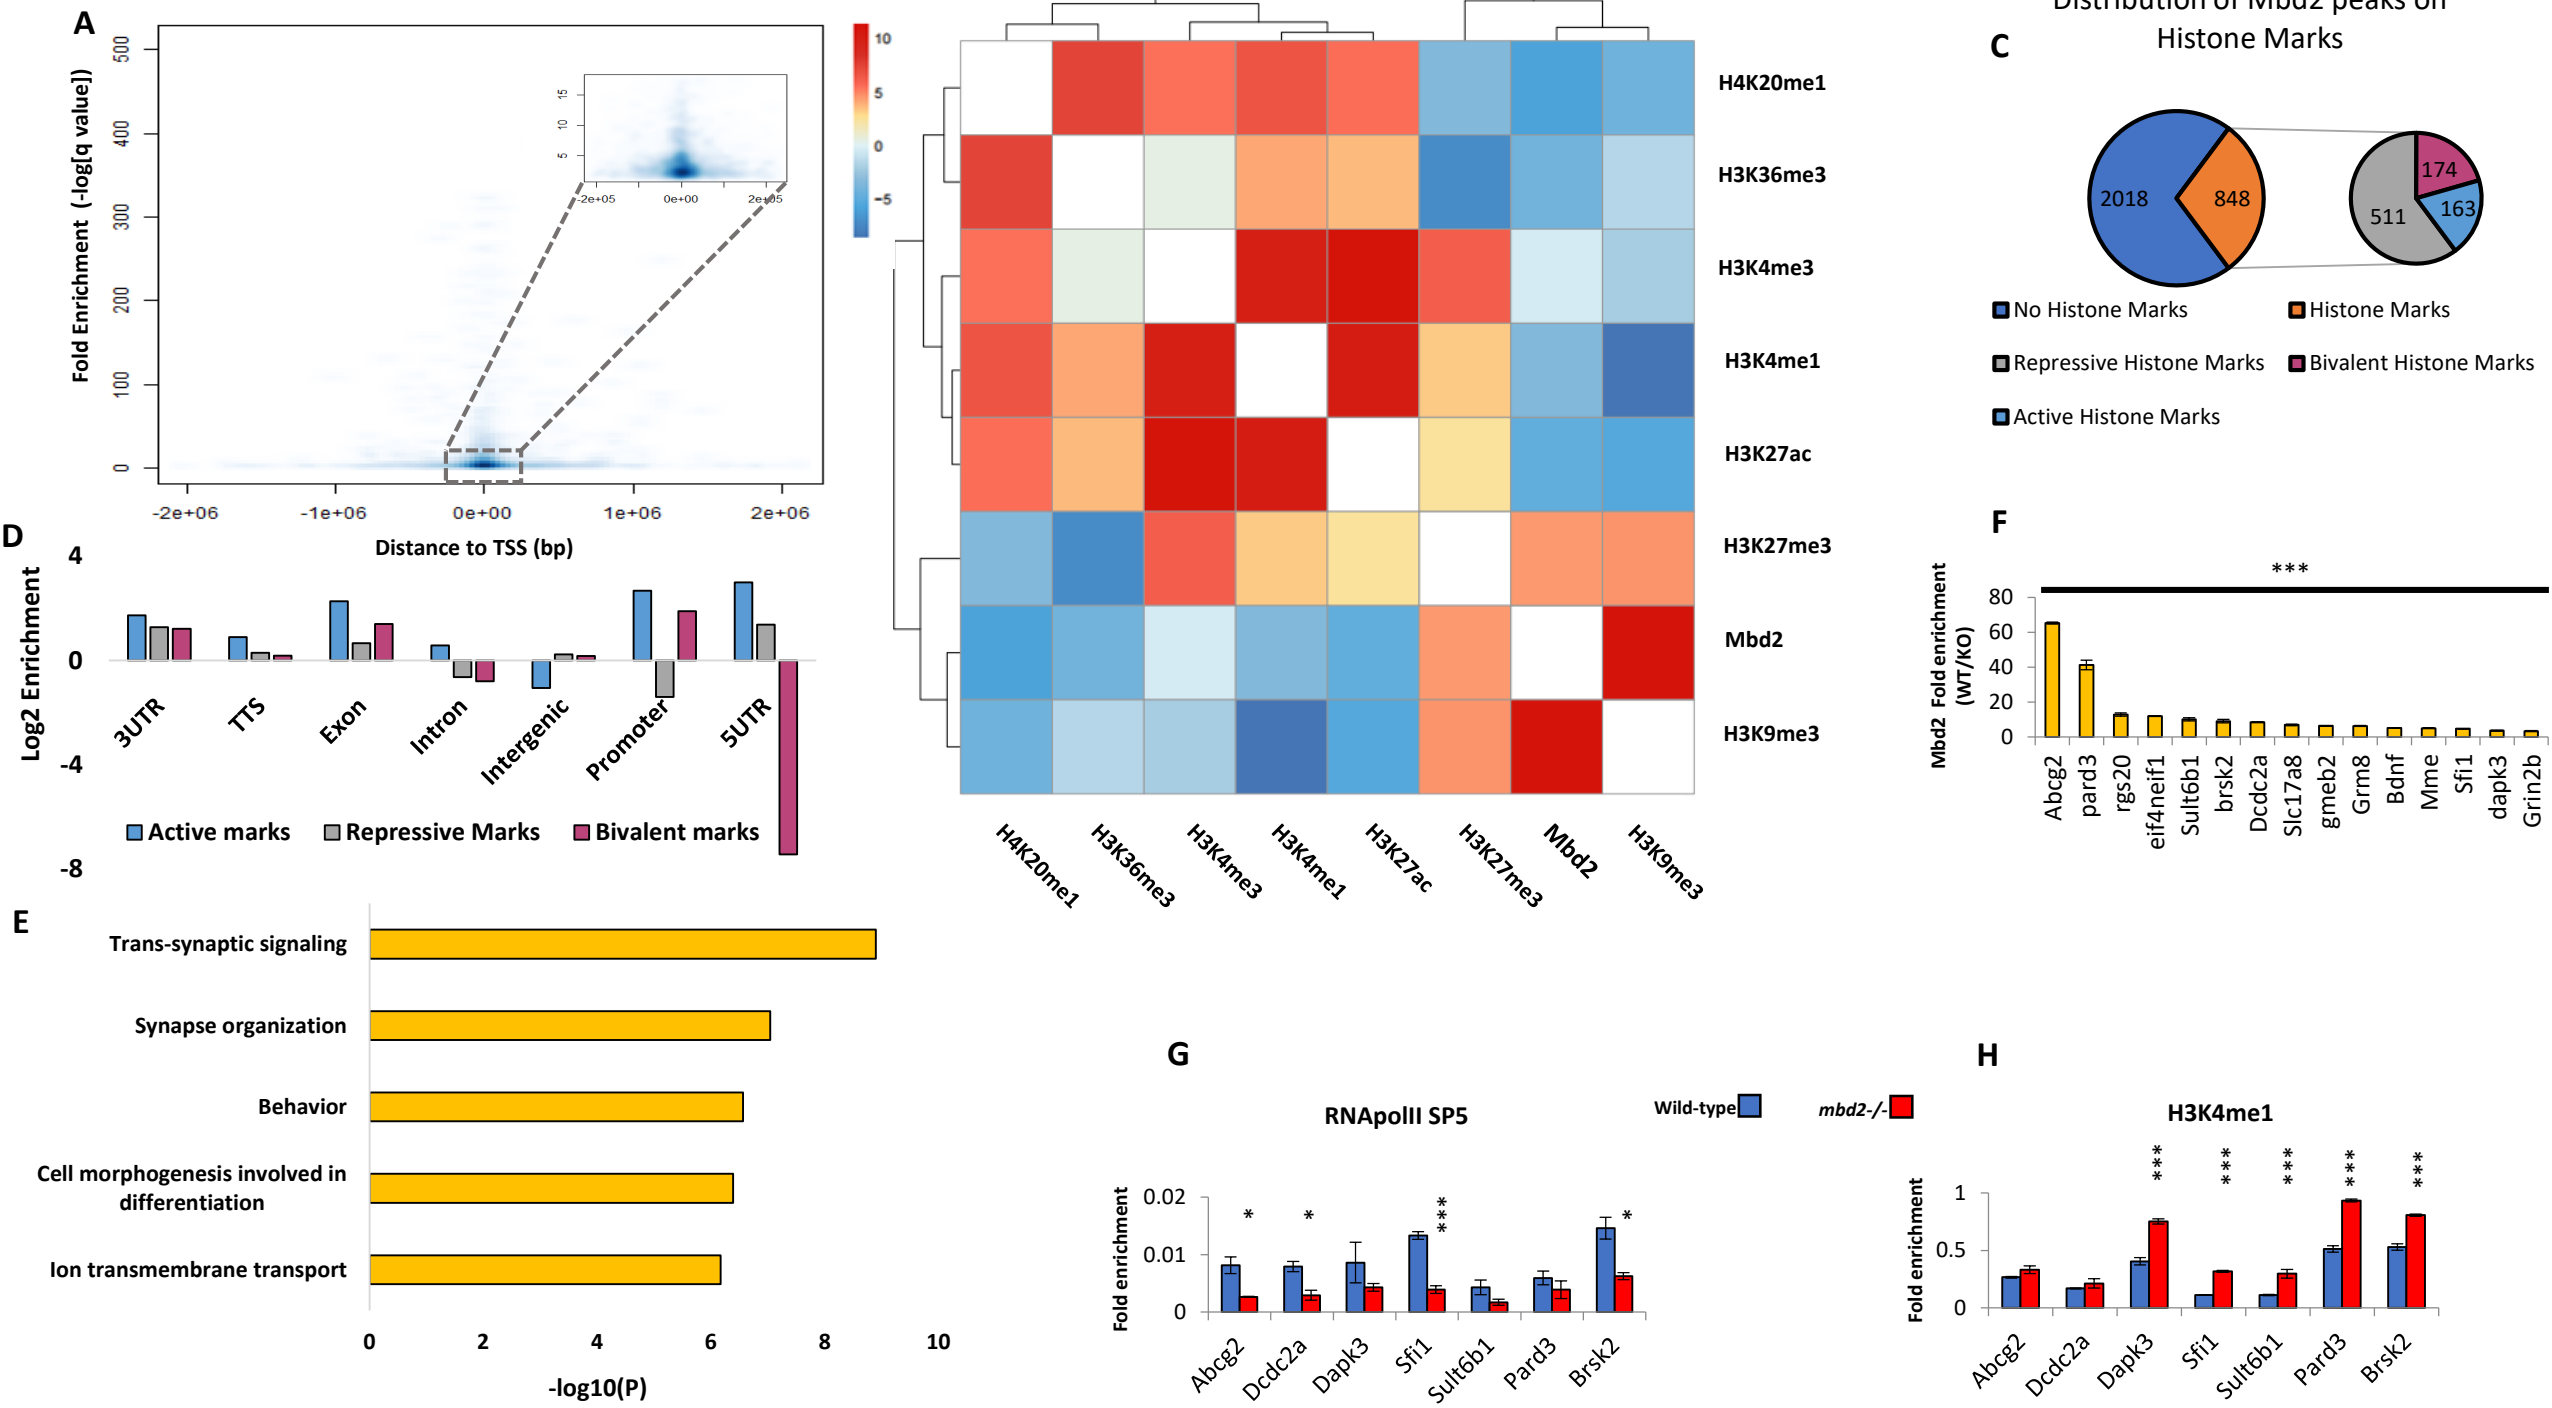 A
Fold Enrichment (-log[q value])
500
400
300
200
100
0
15
10
5
-2e+05
0e+00
2e+05
-2e+06
-1e+06
0e+00
1e+06
2e+06
Distance to TSS (bp)
10
5
0
-5
H4K20me1
H3K36me3
H3K4me3
H3K4me1
H3K27ac
H3K27me3
Mbd2
H3K9me3
H4K20me1
H3K36me3
H3K4me3
H3K4me1
H3K27ac
H3K27me3
Mbd2
H3K9me3
C
Distribution of Mbd2 peaks on
Histone Marks
2018
848
511
174
163
No Histone Marks
Histone Marks
Repressive Histone Marks
Bivalent Histone Marks
Active Histone Marks
D
Log2 Enrichment
4
0
-4
-8
3UTR
TTS
Exon
Intron
Intergenic
Promoter
5UTR
Active marks
Repressive Marks
Bivalent marks
E
Trans-synaptic signaling
Synapse organization
Behavior
Cell morphogenesis involved in
differentiation
Ion transmembrane transport
0
2
4
6
8
10
-log10(P)
F
Mbd2 Fold enrichment
(WT/KO)
***
80
60
40
20
0
Abcg2
pard3
rgs20
eif4neif1
Sult6b1
brsk2
Dcdc2a
Slc17a8
gmeb2
Grm8
Bdnf
Mme
Sfi1
dapk3
Grin2b
G
RNApolII SP5
Wild-type
mbd2-/-
Fold enrichment
0.02
0.01
0
*
*
***
*
Abcg2
Dcdc2a
Dapk3
Sfi1
Sult6b1
Pard3
Brsk2
H
H3K4me1
Fold enrichment
1
0.5
0
***
***
***
***
***
Abcg2
Dcdc2a
Dapk3
Sfi1
Sult6b1
Pard3
Brsk2